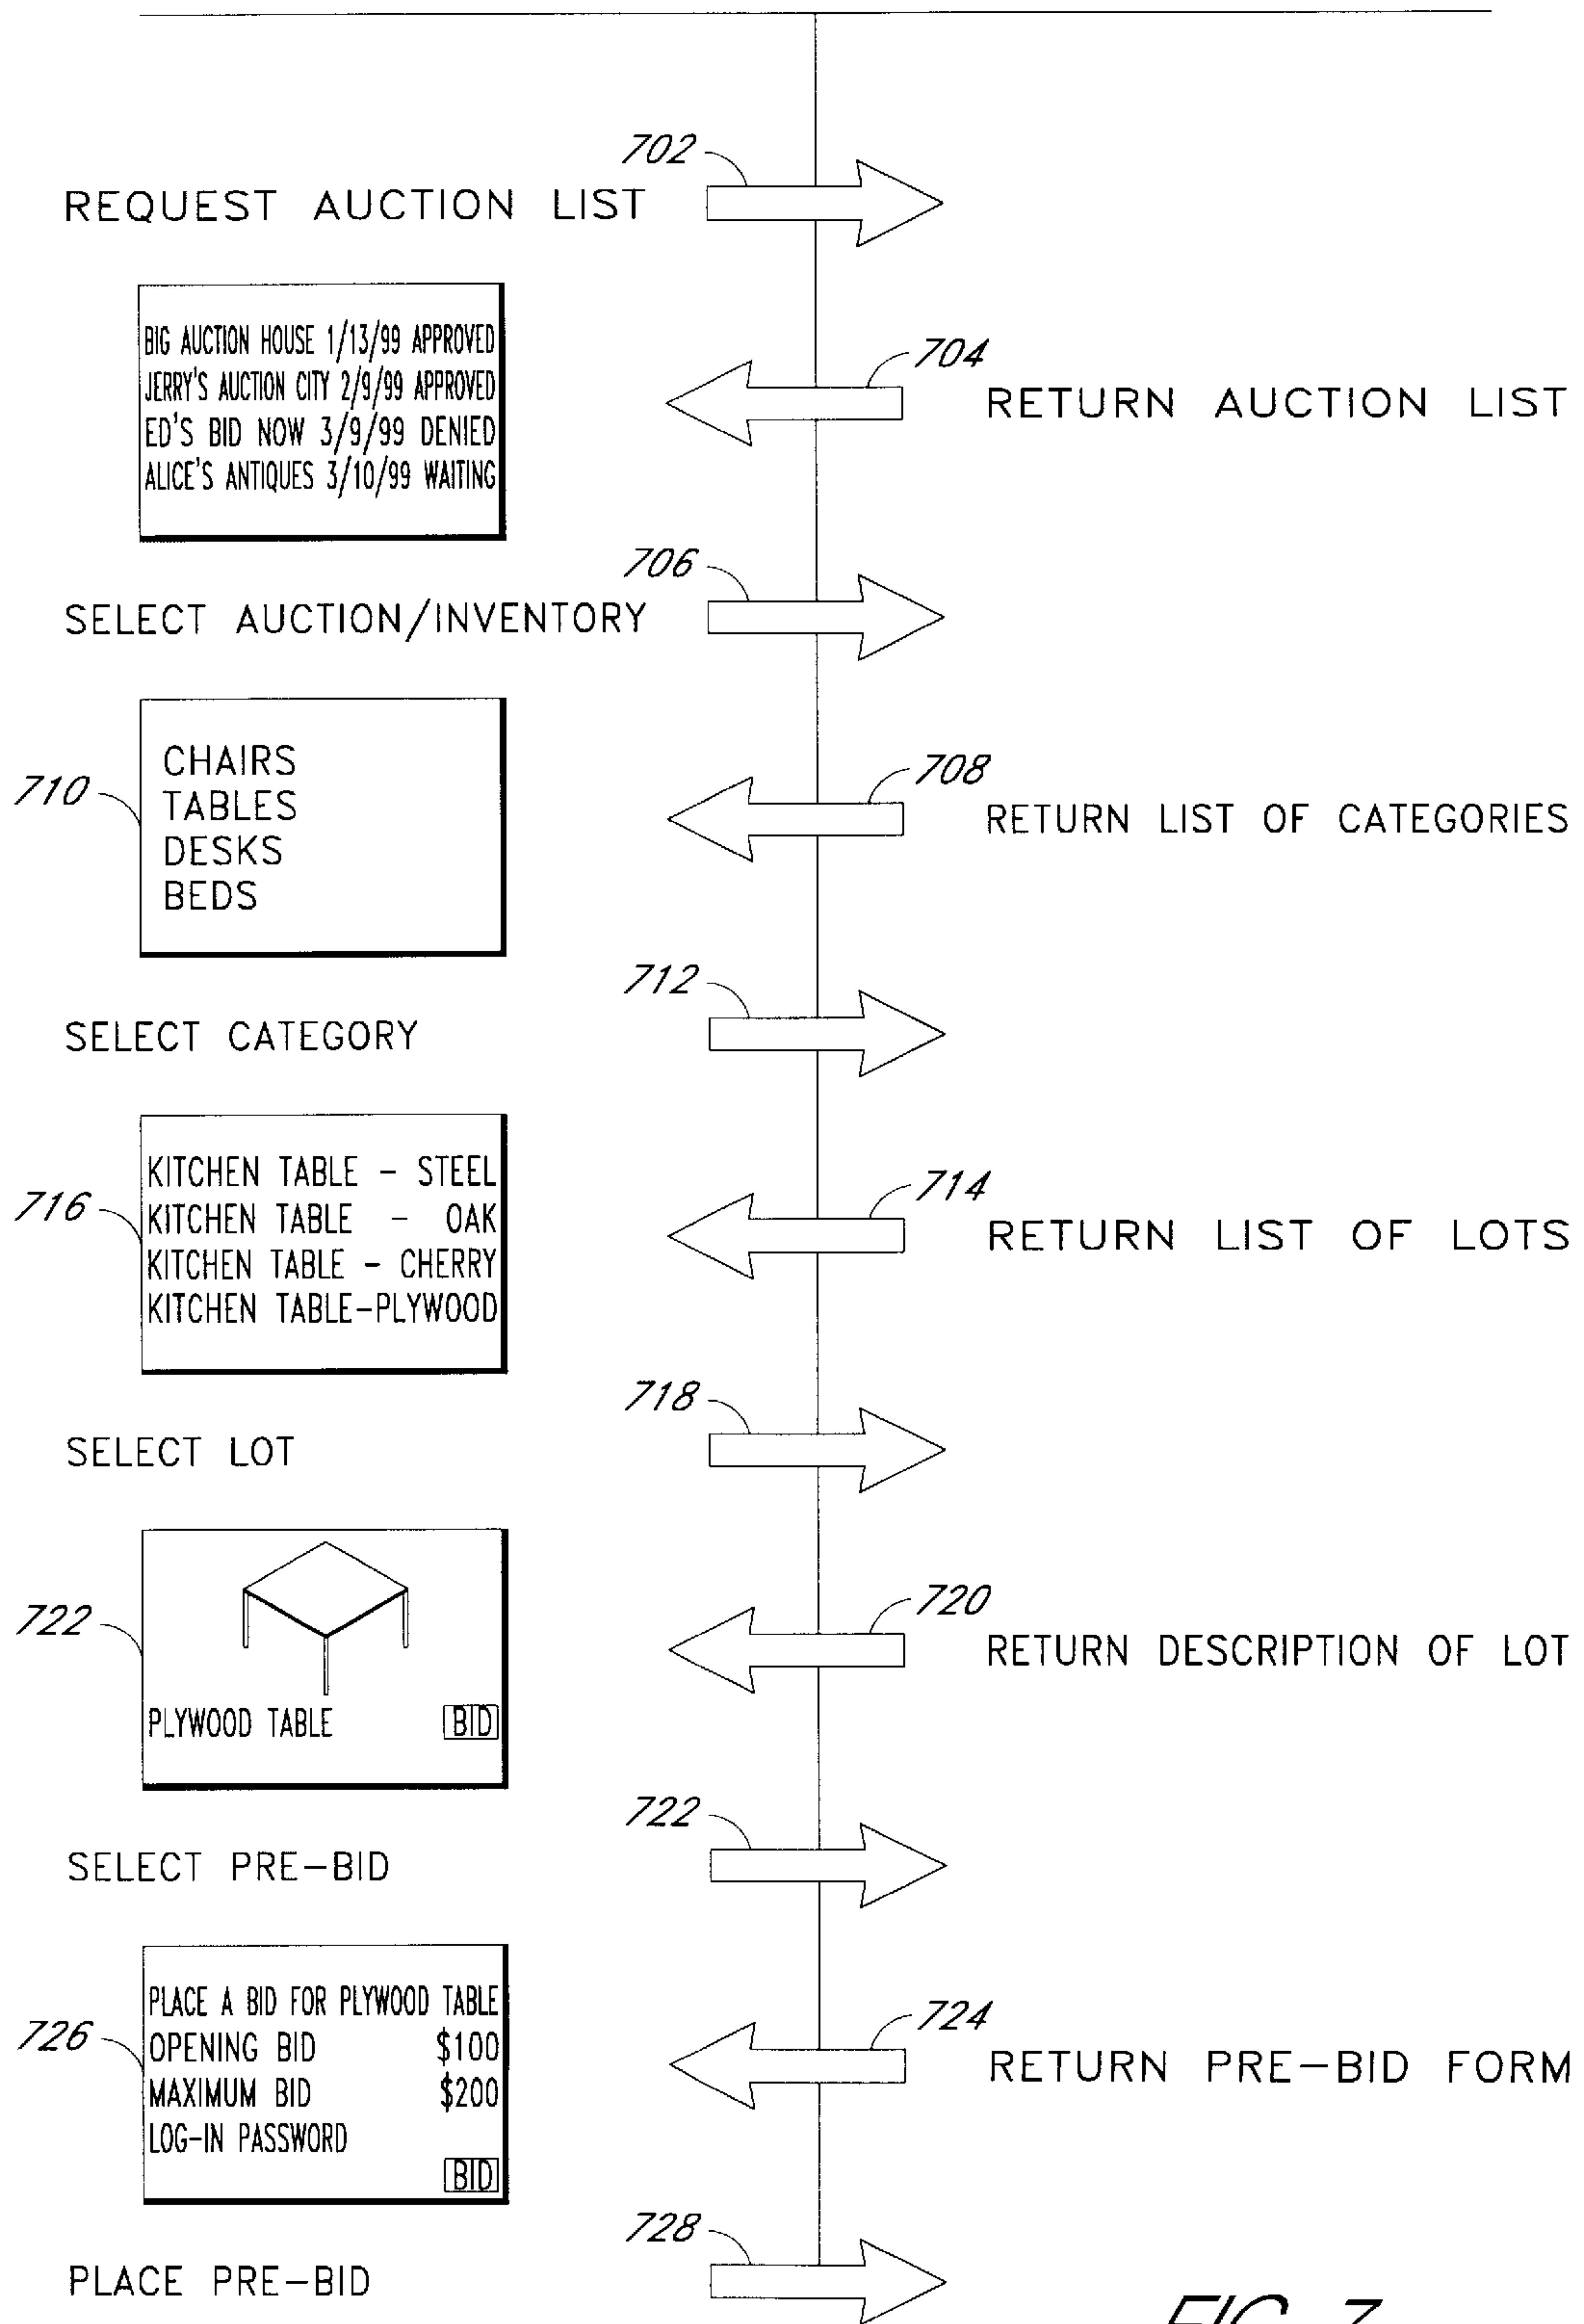 702
REQUEST AUCTION LIST
BIG AUCTION HOUSE 1/13/99 APPROVED
JERRY'S AUCTION CITY 2/9/99 APPROVED
ED'S BID NOW 3/9/99 DENIED
ALICE'S ANTIQUES 3/10/99 WAITING
704
RETURN AUCTION LIST
706
SELECT AUCTION/INVENTORY
710
CHAIRS
TABLES
DESKS
BEDS
708
RETURN LIST OF CATEGORIES
712
SELECT CATEGORY
716
KITCHEN TABLE - STEEL
KITCHEN TABLE - OAK
KITCHEN TABLE - CHERRY
KITCHEN TABLE-PLYWOOD
714
RETURN LIST OF LOTS
718
SELECT LOT
722
PLYWOOD TABLE BID
720
RETURN DESCRIPTION OF LOT
722
SELECT PRE-BID
726
PLACE A BID FOR PLYWOOD TABLE
OPENING BID $100
MAXIMUM BID $200
LOG-IN PASSWORD
BID
724
RETURN PRE-BID FORM
728
PLACE PRE-BID
FIG. 7